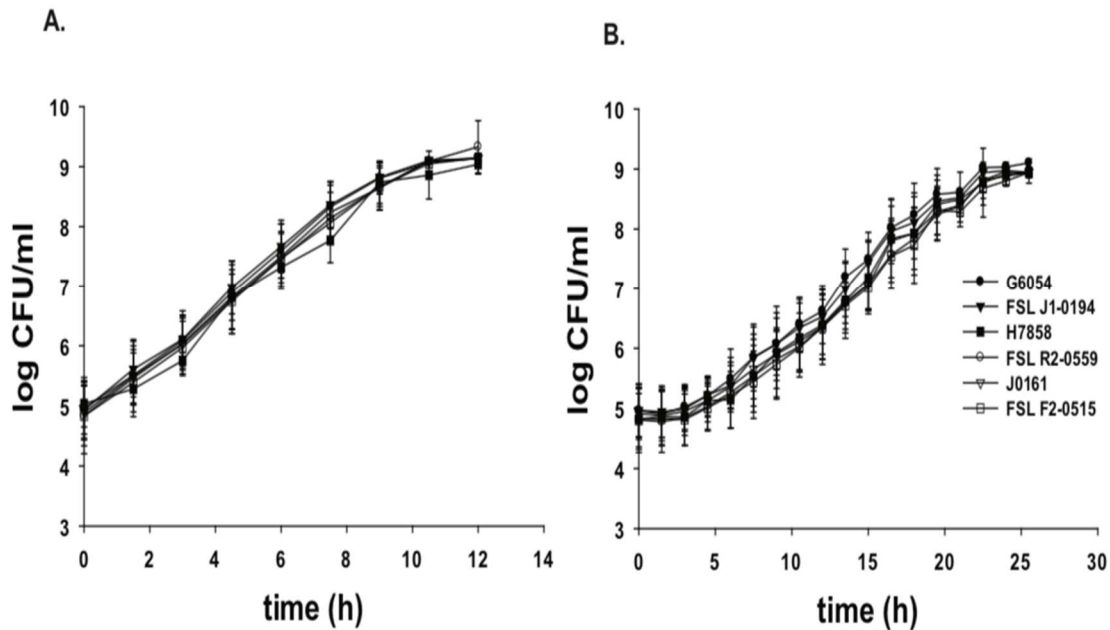 A.
B.
10
9
8
7
6
5
4
3
log CFU/ml
0 2 4 6 8 10 12 14
time (h)
10
9
8
7
6
5
4
3
log CFU/ml
0 5 10 15 20 25 30
time (h)
G6054
FSL J1-0194
H7858
FSL R2-0559
J0161
FSL F2-0515